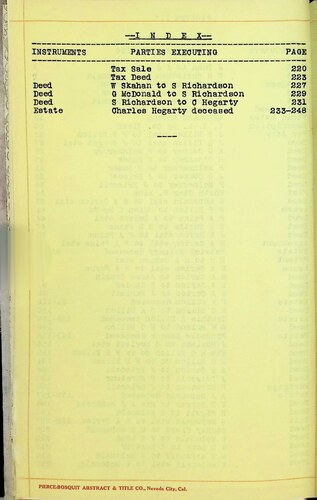 --I N D E X--
INSTRUMENTS PARTIES EXECUTING PAGE
Tax Sale 220
Tax Deed 223
Deed W Skahan to S Richardson 227
Deed G McDonald to S Richardson 229
Deed S Richardson to C Hegarty 231
Estate Charles Hegarty deceased 233-248
PIERCE-BOSQUIT ABSTRACT & TITLE CO., Nevada City, Cal.